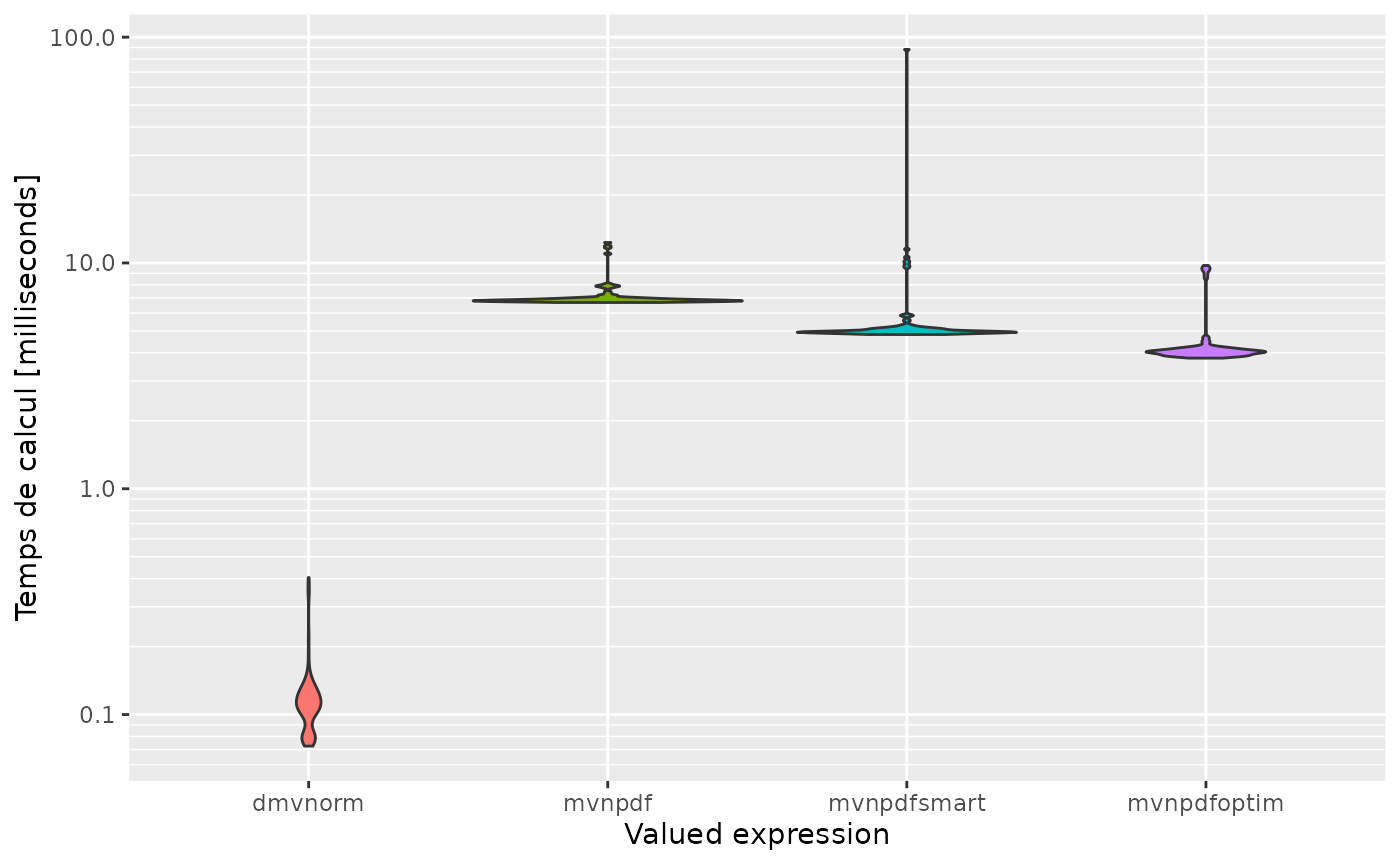 Temps de calcul [milliseconds]
100.0
10.0
1.0
0.1
dmvnorm
mvnpdf
mvnpdfsmart
mvnpdfoptim
Valued expression